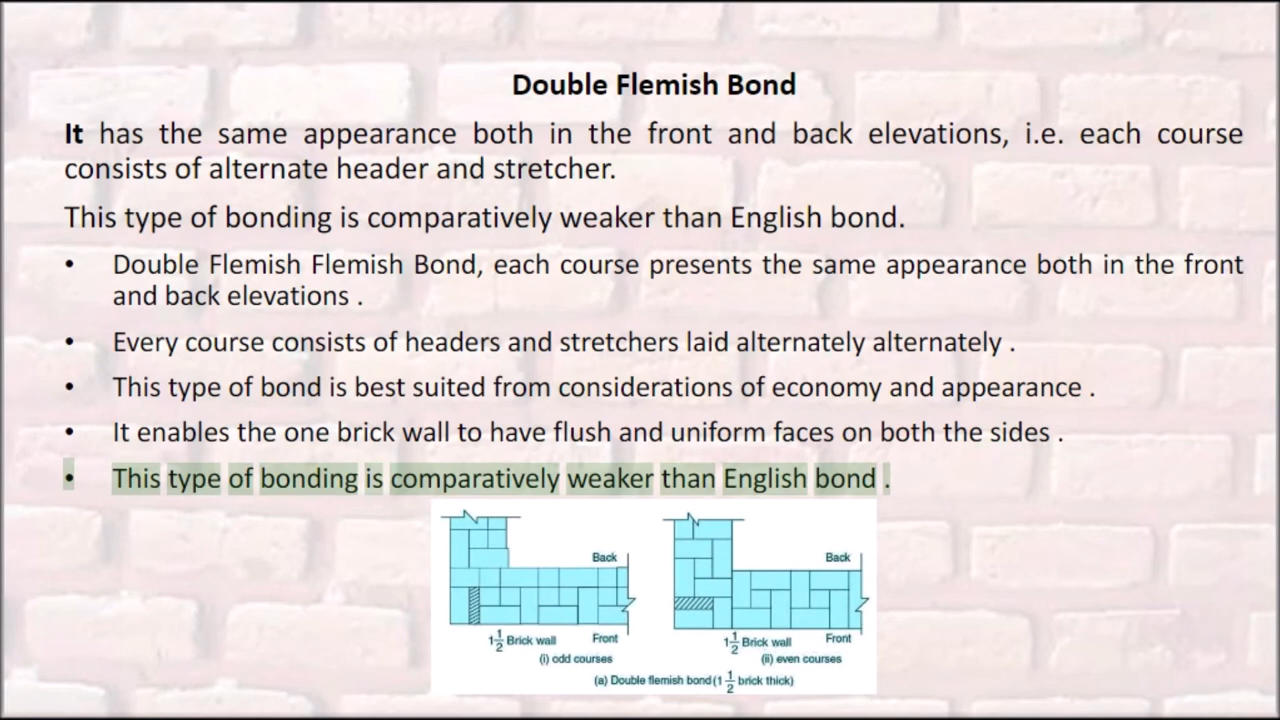 Double Flemish Bond
It has the same appearance both in the front and back elevations, i.e. each course
consists of alternate header and stretcher.
This type of bonding is comparatively weaker than English bond.
• Double Flemish Flemish Bond, each course presents the same appearance both in the front
and back elevations .
• Every course consists of headers and stretchers laid alternately alternately .
• This type of bond is best suited from considerations of economy and appearance .
• It enables the one brick wall to have flush and uniform faces on both the sides .
• This type of bonding is comparatively weaker than English bond .
Back
1 1/2 Brick wall
Front
(i) odd courses
Back
1 1/2 Brick wall
Front
(ii) even courses
(a) Double flemish bond(1 1/2 brick thick)